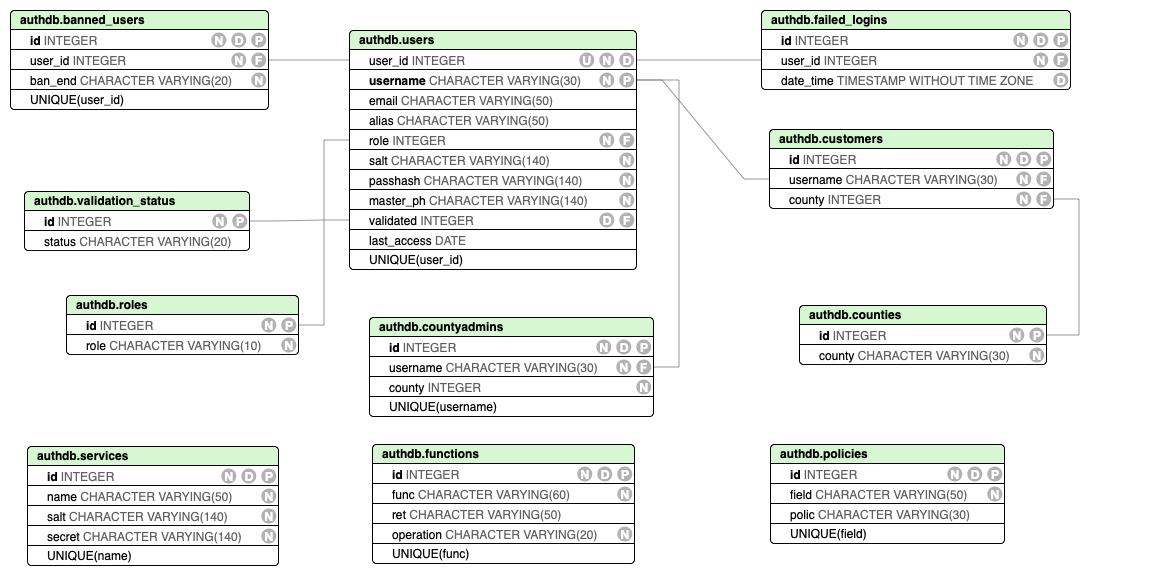 authdb.banned_users
id INTEGER N D P
user_id INTEGER N F
ban_end CHARACTER VARYING(20) N
UNIQUE(user_id)
authdb.users
user_id INTEGER U N D
username CHARACTER VARYING(30) N P
email CHARACTER VARYING(50)
alias CHARACTER VARYING(50)
role INTEGER N F
salt CHARACTER VARYING(140) N
passhash CHARACTER VARYING(140) N
master_ph CHARACTER VARYING(140) N
validated INTEGER D F
last_access DATE
UNIQUE(user_id)
authdb.failed_logins
id INTEGER N D P
user_id INTEGER N F
date_time TIMESTAMP WITHOUT TIME ZONE D
authdb.customers
id INTEGER N D P
username CHARACTER VARYING(30) N F
county INTEGER N F
authdb.validation_status
id INTEGER N P
status CHARACTER VARYING(20)
authdb.roles
id INTEGER N P
role CHARACTER VARYING(10) N
authdb.countyadmins
id INTEGER N D P
username CHARACTER VARYING(30) N F
county INTEGER N
UNIQUE(username)
authdb.counties
id INTEGER N P
county CHARACTER VARYING(30) N
authdb.services
id INTEGER N D P
name CHARACTER VARYING(50) N
salt CHARACTER VARYING(140) N
secret CHARACTER VARYING(140) N
UNIQUE(name)
authdb.functions
id INTEGER N D P
func CHARACTER VARYING(60) N
ret CHARACTER VARYING(50)
operation CHARACTER VARYING(20) N
UNIQUE(func)
authdb.policies
id INTEGER N D P
field CHARACTER VARYING(50) N
polic CHARACTER VARYING(30)
UNIQUE(field)